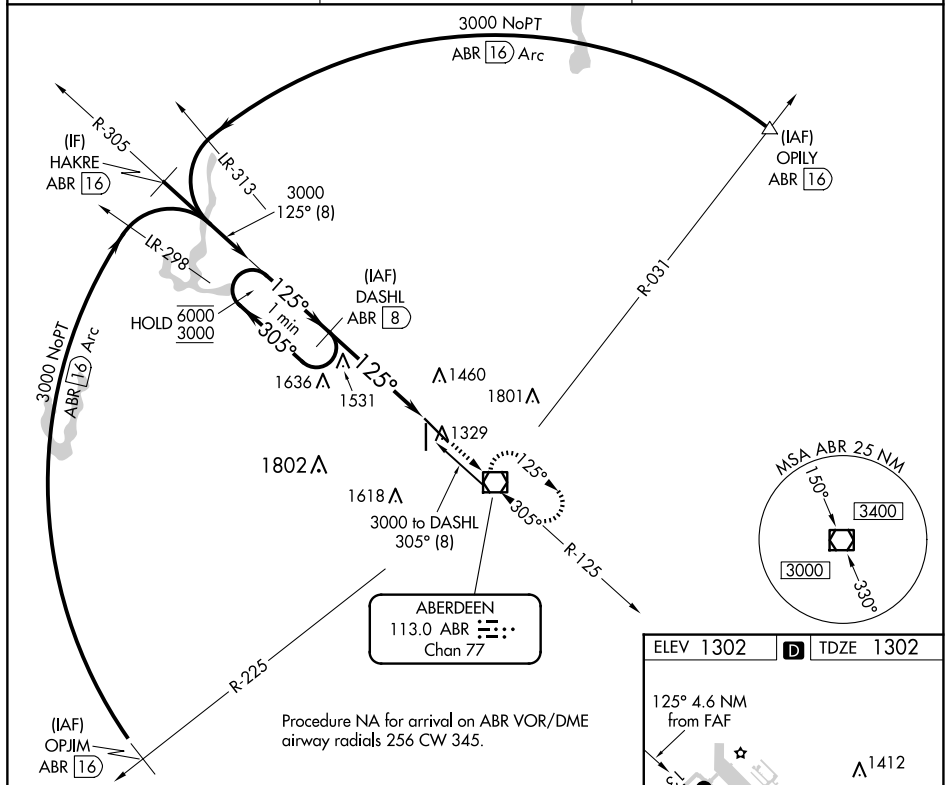 3000 NoPT
ABR 16 Arc
R-305
(IF)
HAKRE
ABR 16
LR-313
3000
125° (8)
(IAF)
OPILY
ABR 16
LR-298
R-031
(IAF)
DASHL
ABR 8
HOLD 6000
3000
125°
1 min
305°
3000 NoPT
ABR 16 Arc
125°
1636
1531
1460
1801
1329
1802
1618
125°
305°
3000 to DASHL
305° (8)
R-125
MSA ABR 25 NM
150°
3400
3000
330°
ABERDEEN
113.0 ABR
Chan 77
R-225
(IAF)
OPJIM
ABR 16
Procedure NA for arrival on ABR VOR/DME
airway radials 256 CW 345.
ELEV 1302 D TDZE 1302
125° 4.6 NM
from FAF
1412